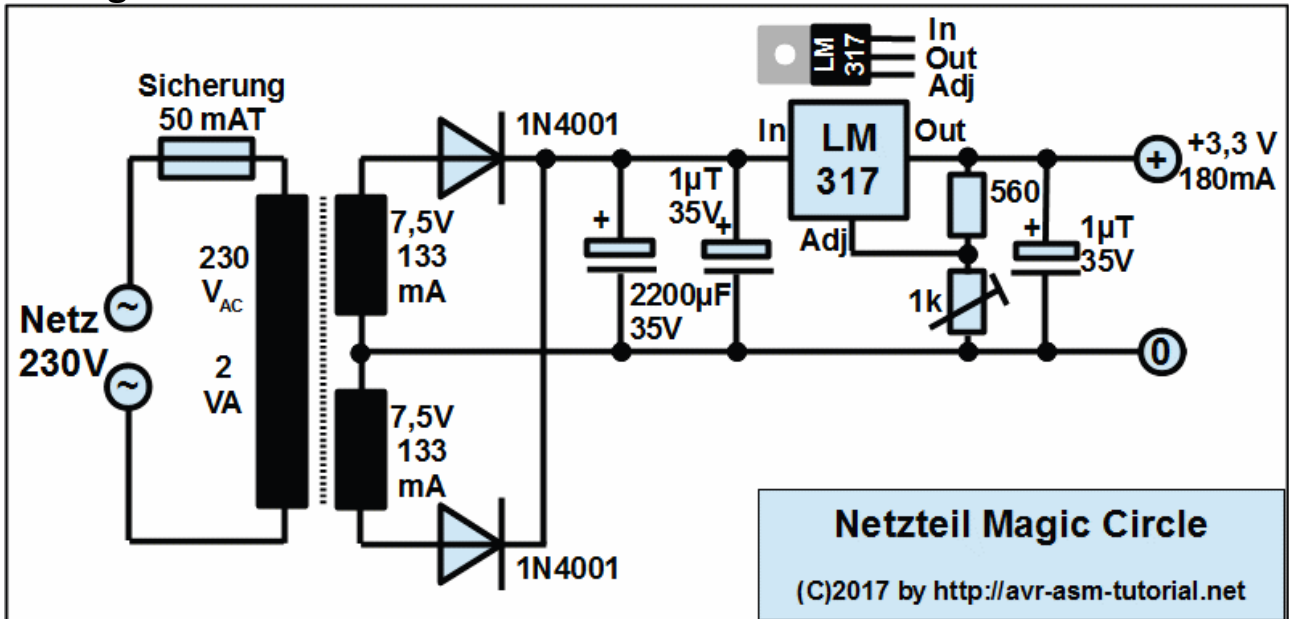 Sicherung
50 mAT
Netz
230V
~
~
230
VAC
2
VA
7,5V
133
mA
7,5V
133
mA
1N4001
1N4001
+
2200µF
35V
1µT
35V
+
LM
317
In
Out
Adj
In
LM
317
Out
Adj
560
1k
+
1µT
35V
+
+3,3 V
180mA
0
Netzteil Magic Circle
(C)2017 by http://avr-asm-tutorial.net